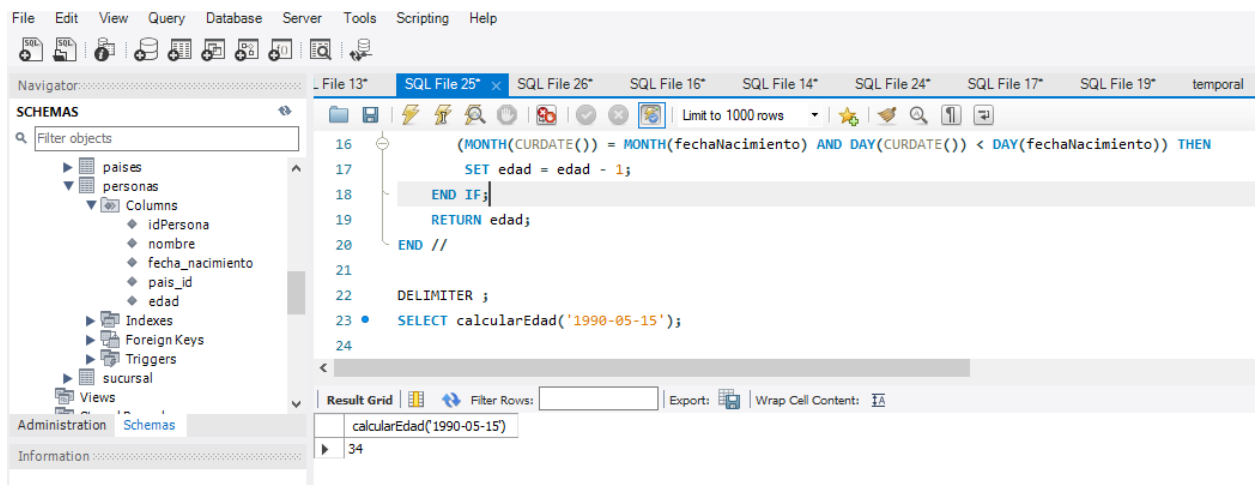 File Edit View Query Database Server Tools Scripting Help
Navigator
SCHEMAS
Filter objects
paises
personas
Columns
idPersona
nombre
fecha_nacimiento
pais_id
edad
Indexes
Foreign Keys
Triggers
sucursal
Views
Administration Schemas
Information
File 13* SQL File 25* SQL File 26* SQL File 16* SQL File 14* SQL File 24* SQL File 17* SQL File 19* temporal
Limit to 1000 rows
16 (MONTH(CURDATE()) = MONTH(fechaNacimiento) AND DAY(CURDATE()) < DAY(fechaNacimiento)) THEN
17 SET edad = edad - 1;
18 END IF;
19 RETURN edad;
20 END //
21
22 DELIMITER ;
23 SELECT calcularEdad('1990-05-15');
24
Result Grid Filter Rows: Export: Wrap Cell Content:
calcularEdad('1990-05-15')
34